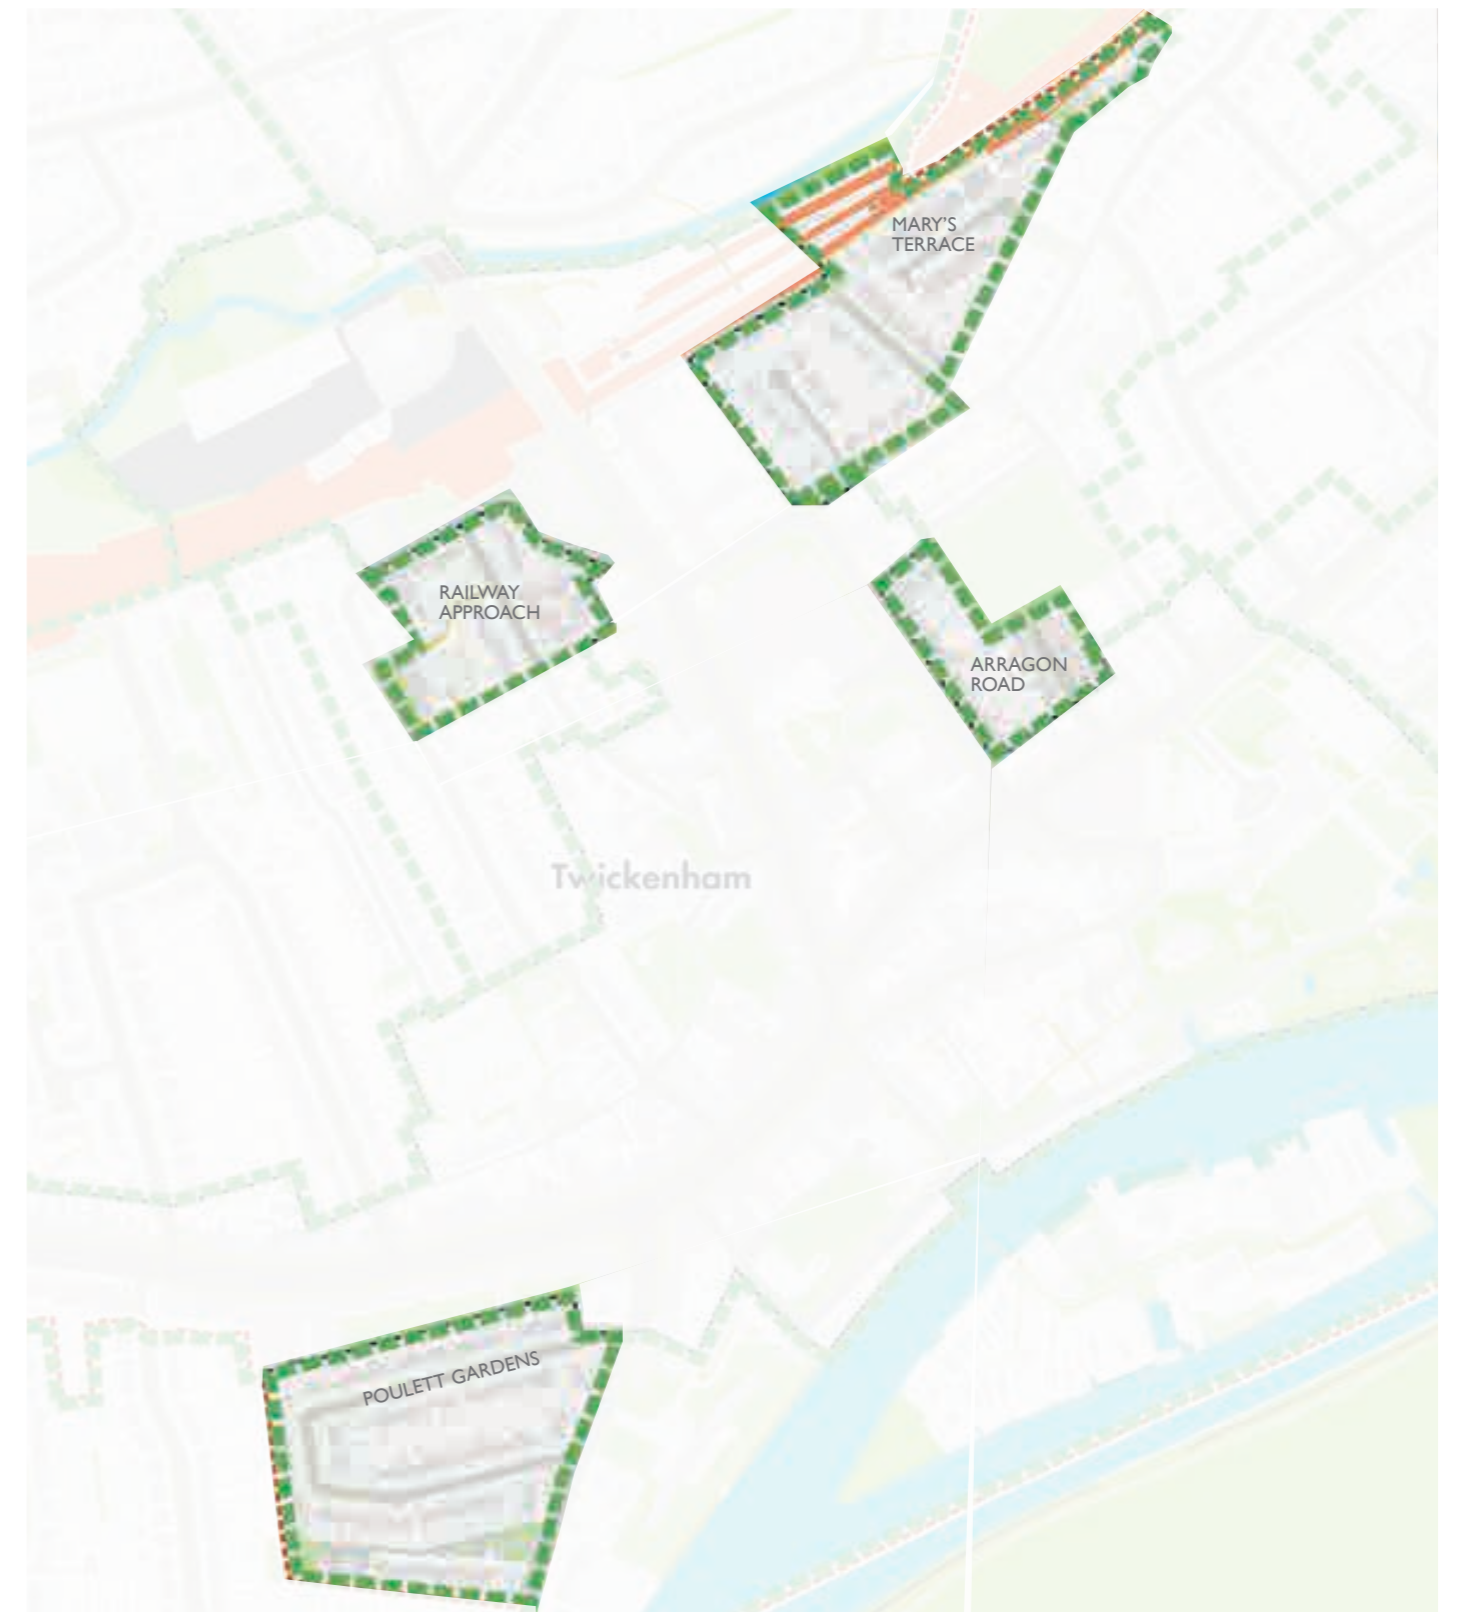 MARY'S
TERRACE
RAILWAY
APPROACH
ARRAGON
ROAD
Twickenham
POULETT GARDENS